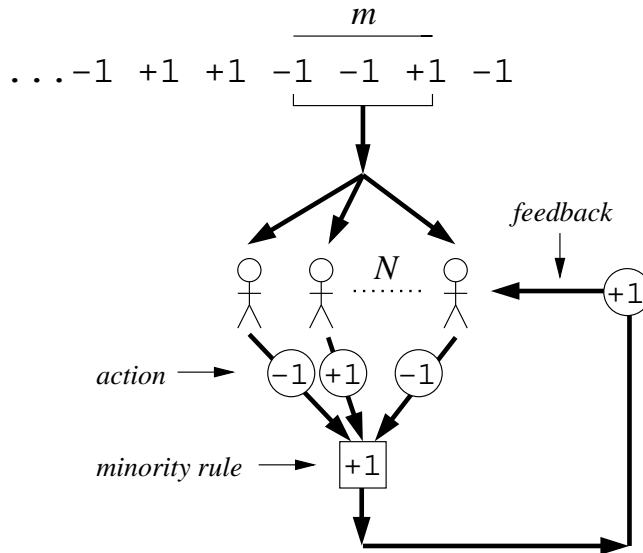 m
...-1 +1 +1 -1 -1 +1 -1
feedback
N
+1
action
-1 +1 -1
minority rule
+1